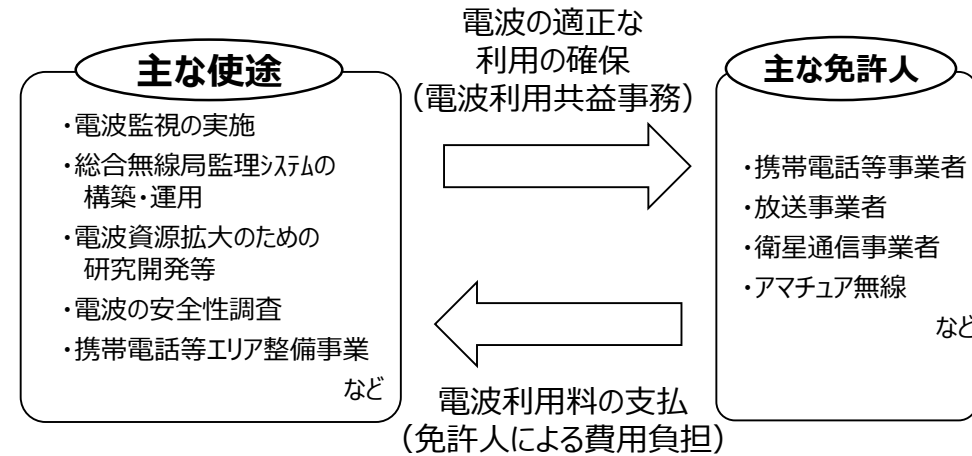 主な使途
・電波監視の実施
・総合無線局監理ｼｽﾃﾑの
構築・運用
・電波資源拡大のための
研究開発等
・電波の安全性調査
・携帯電話等ｴﾘｱ整備事業
など
電波の適正な
利用の確保
（電波利用共益事務）
電波利用料の支払
（免許人による費用負担）
主な免許人
・携帯電話等事業者
・放送事業者
・衛星通信事業者
・ｱﾏﾁｭｱ無線
など